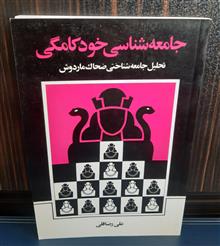 جامعه‌شناسی خودکامگی
تحلیل جامعه‌شناختی ضحاک ماردوش
علی رضاقلی